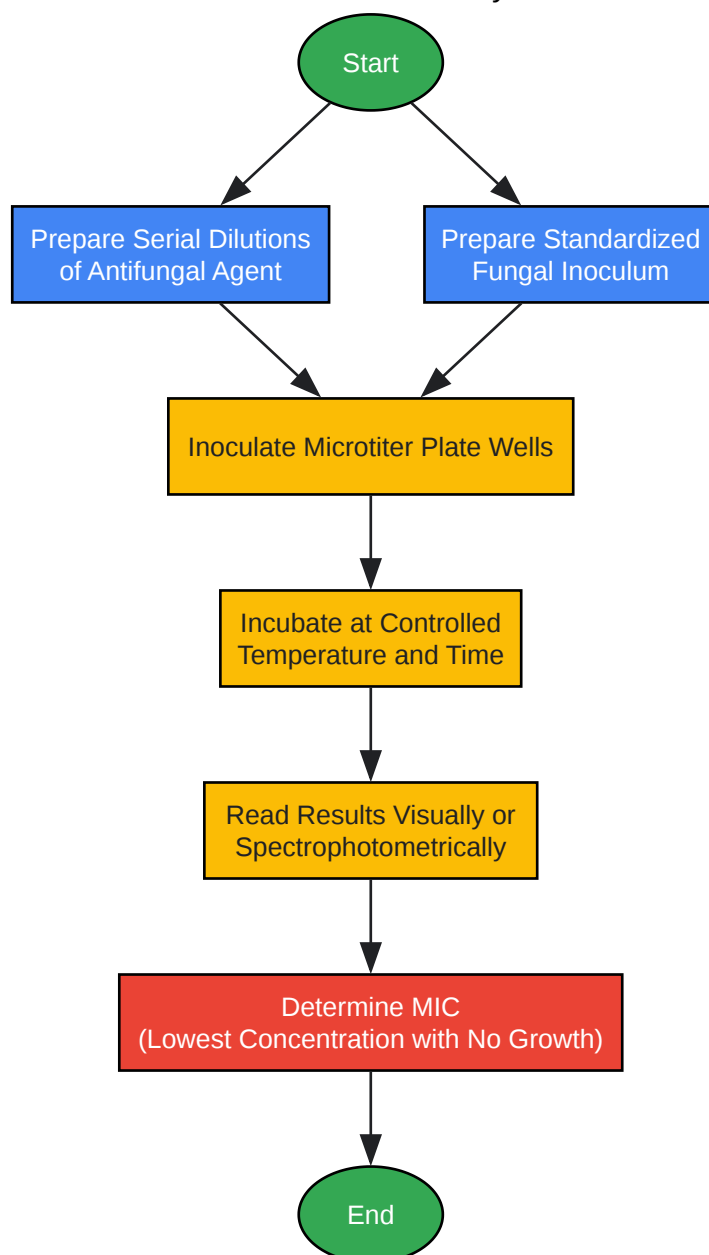 Start
Prepare Serial Dilutions
of Antifungal Agent
Prepare Standardized
Fungal Inoculum
Inoculate Microtiter Plate Wells
Incubate at Controlled
Temperature and Time
Read Results Visually or
Spectrophotometrically
Determine MIC
(Lowest Concentration with No Growth)
End